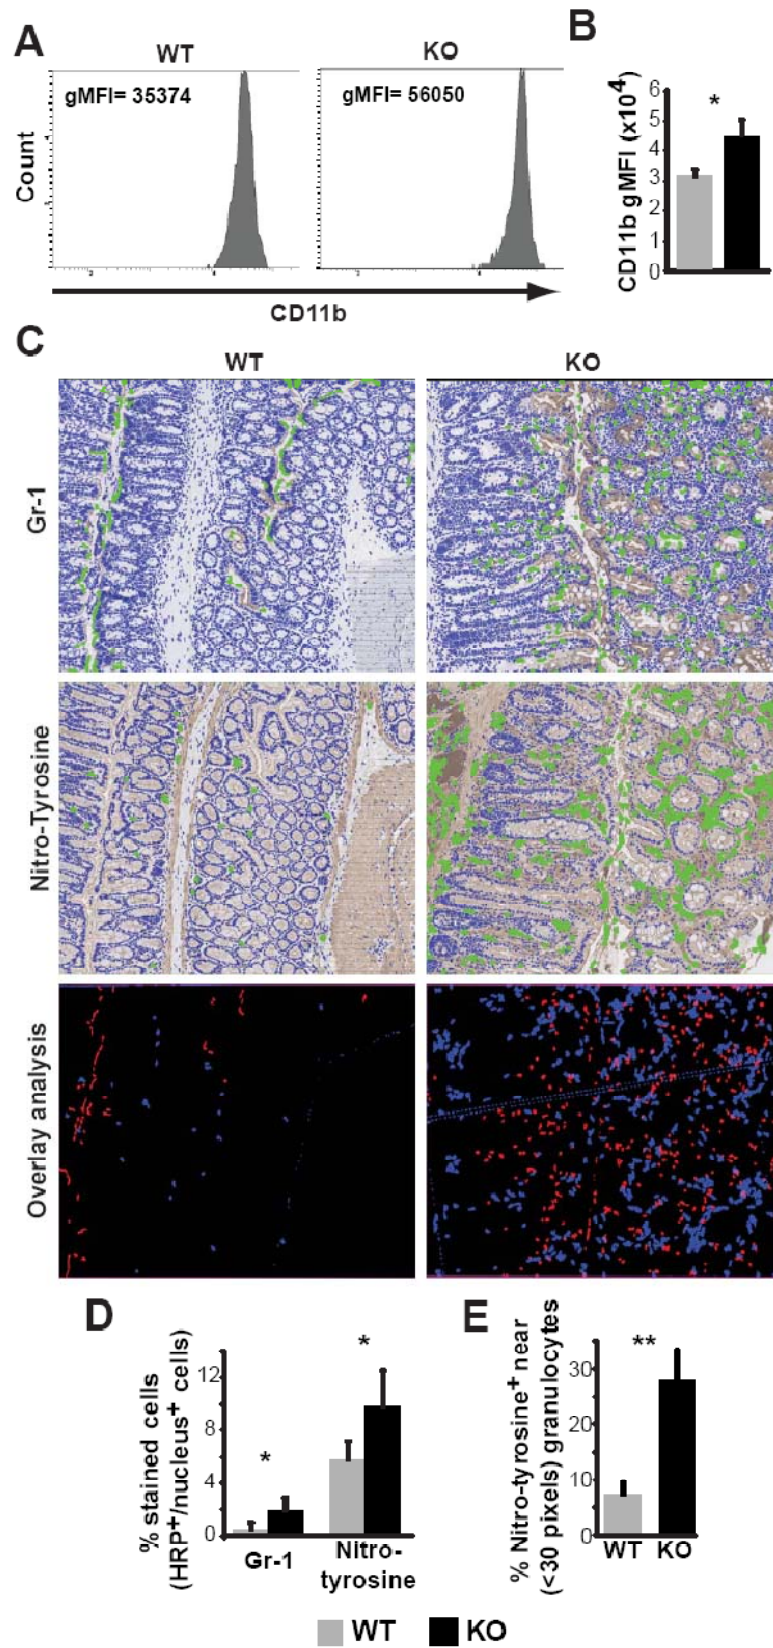 A
WT
KO
gMFI= 35374
gMFI= 56050
Count
CD11b
B
CD11b gMFI (x10⁴)
6
5
4
3
2
1
0
*
C
WT
KO
Gr-1
Nitro-Tyrosine
Overlay analysis
D
% stained cells
(HRP⁺/nucleus⁺ cells)
12
8
4
0
*
*
Gr-1
Nitro-
tyrosine
E
% Nitro-tyrosine⁺ near
(<30 pixels) granulocytes
30
20
10
0
**
WT
KO
WT
KO